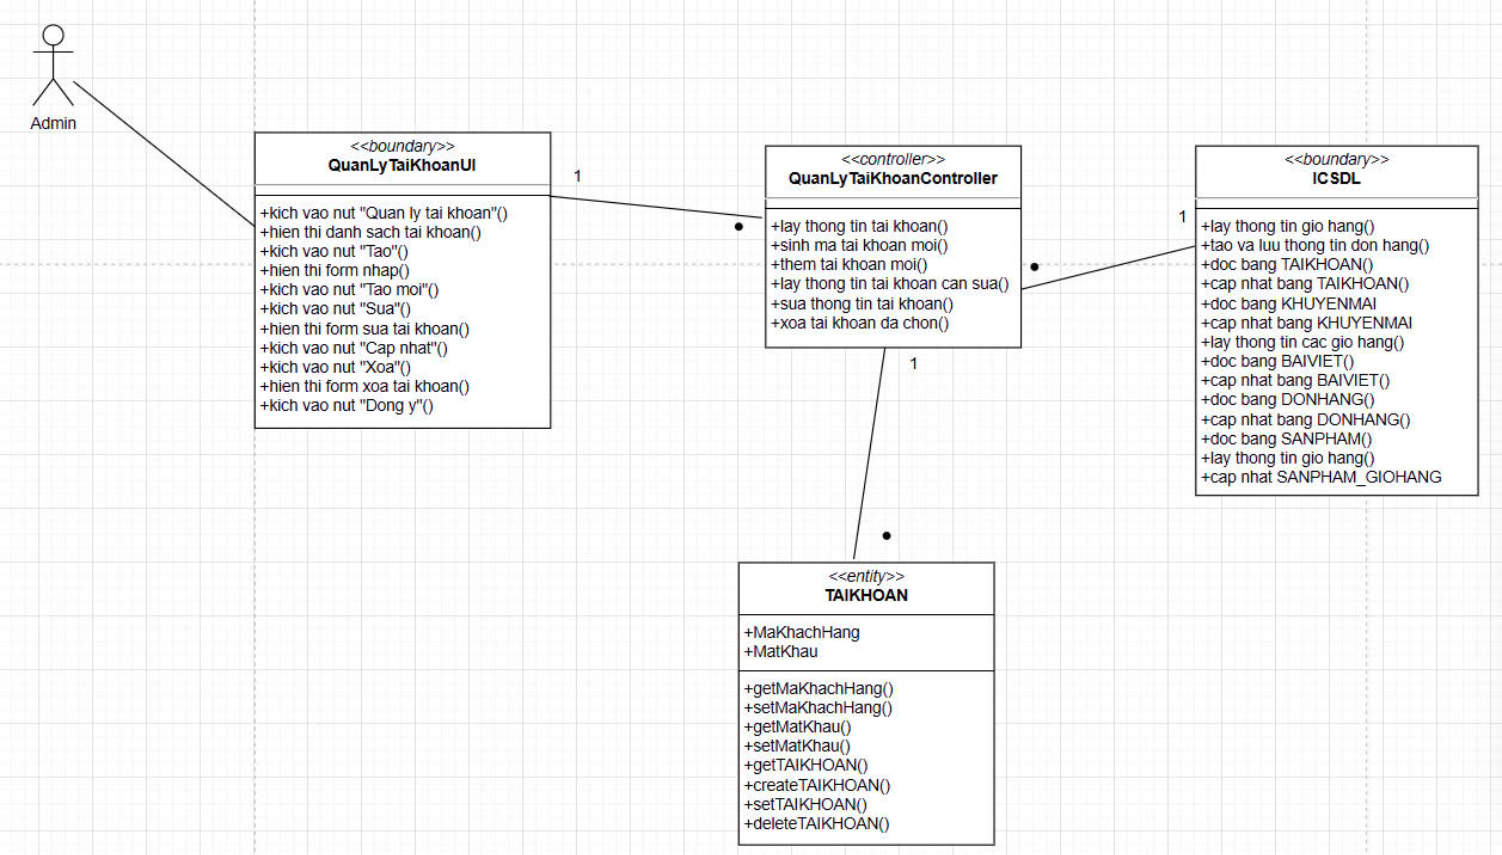 Admin
<<boundary>>
QuanLyTaiKhoanUI
+kich vao nut "Quan ly tai khoan"()
+hien thi danh sach tai khoan()
+kich vao nut "Tao"()
+hien thi form nhap()
+kich vao nut "Tao moi"()
+kich vao nut "Sua"()
+hien thi form sua tai khoan()
+kich vao nut "Cap nhat"()
+kich vao nut "Xoa"()
+hien thi form xoa tai khoan()
+kich vao nut "Dong y"()
1
<<controller>>
QuanLyTaiKhoanController
+lay thong tin tai khoan()
+sinh ma tai khoan moi()
+them tai khoan moi()
+lay thong tin tai khoan can sua()
+sua thong tin tai khoan()
+xoa tai khoan da chon()
1
1
<<boundary>>
ICSDL
+lay thong tin gio hang()
+tao va luu thong tin don hang()
+doc bang TAIKHOAN()
+cap nhat bang TAIKHOAN()
+doc bang KHUYENMAI
+cap nhat bang KHUYENMAI
+lay thong tin cac gio hang()
+doc bang BAIVIET()
+cap nhat bang BAIVIET()
+doc bang DONHANG()
+cap nhat bang DONHANG()
+doc bang SANPHAM()
+lay thong tin gio hang()
+cap nhat SANPHAM_GIOHANG
<<entity>>
TAIKHOAN
+MaKhachHang
+MatKhau
+getMaKhachHang()
+setMaKhachHang()
+getMatKhau()
+setMatKhau()
+getTAIKHOAN()
+createTAIKHOAN()
+setTAIKHOAN()
+deleteTAIKHOAN()